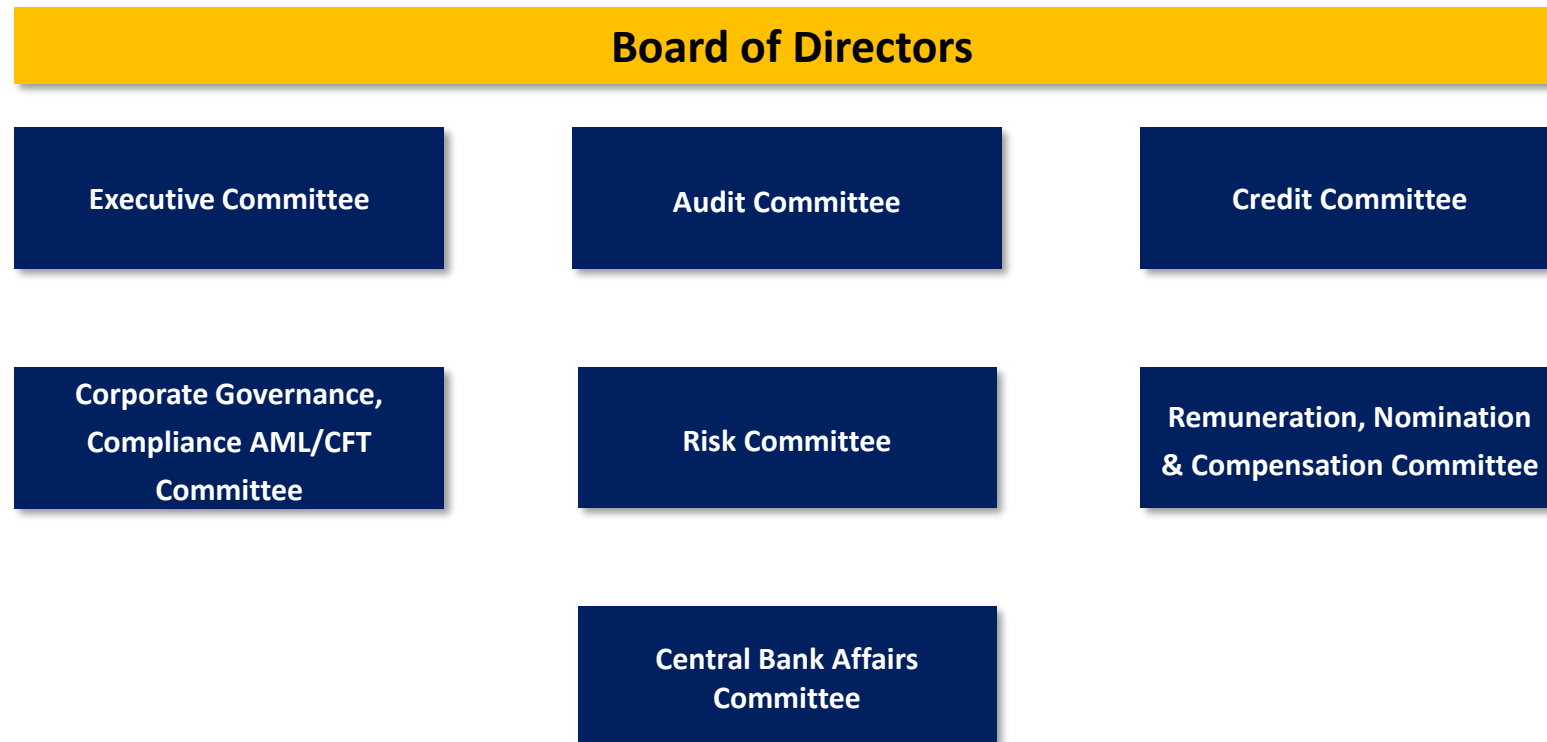 Board of Directors
Executive Committee
Audit Committee
Credit Committee
Corporate Governance,
Compliance AML/CFT
Committee
Risk Committee
Remuneration, Nomination
& Compensation Committee
Central Bank Affairs
Committee